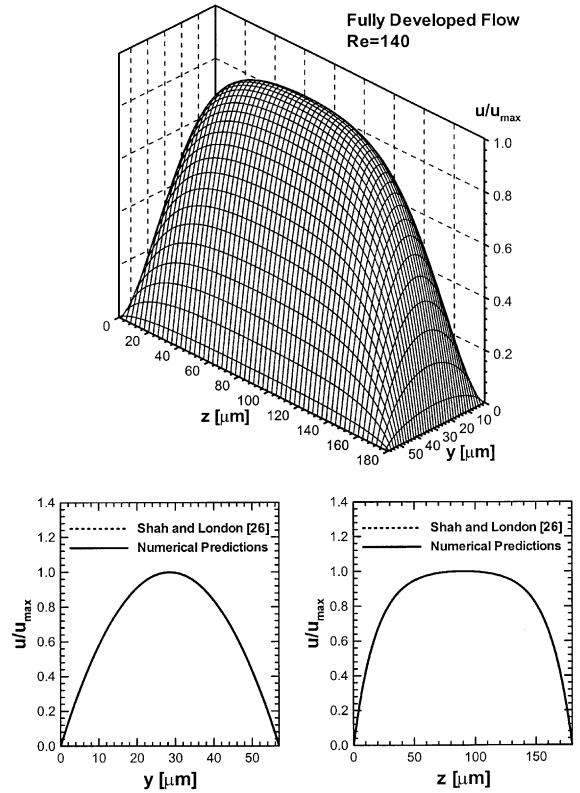 Fully Developed Flow
Re=140
u/umax
1.0
0.8
0.6
0.4
0.2
0
0
20
40
60
80
100
120
140
160
180
z [μm]
50
40
30
20
10
y [μm]
1.4
1.2
1.0
0.8
0.6
0.4
0.2
0.0
u/umax
Shah and London [26]
Numerical Predictions
0 10 20 30 40 50
y [μm]
1.4
1.2
1.0
0.8
0.6
0.4
0.2
0.0
u/umax
Shah and London [26]
Numerical Predictions
0 50 100 150
z [μm]